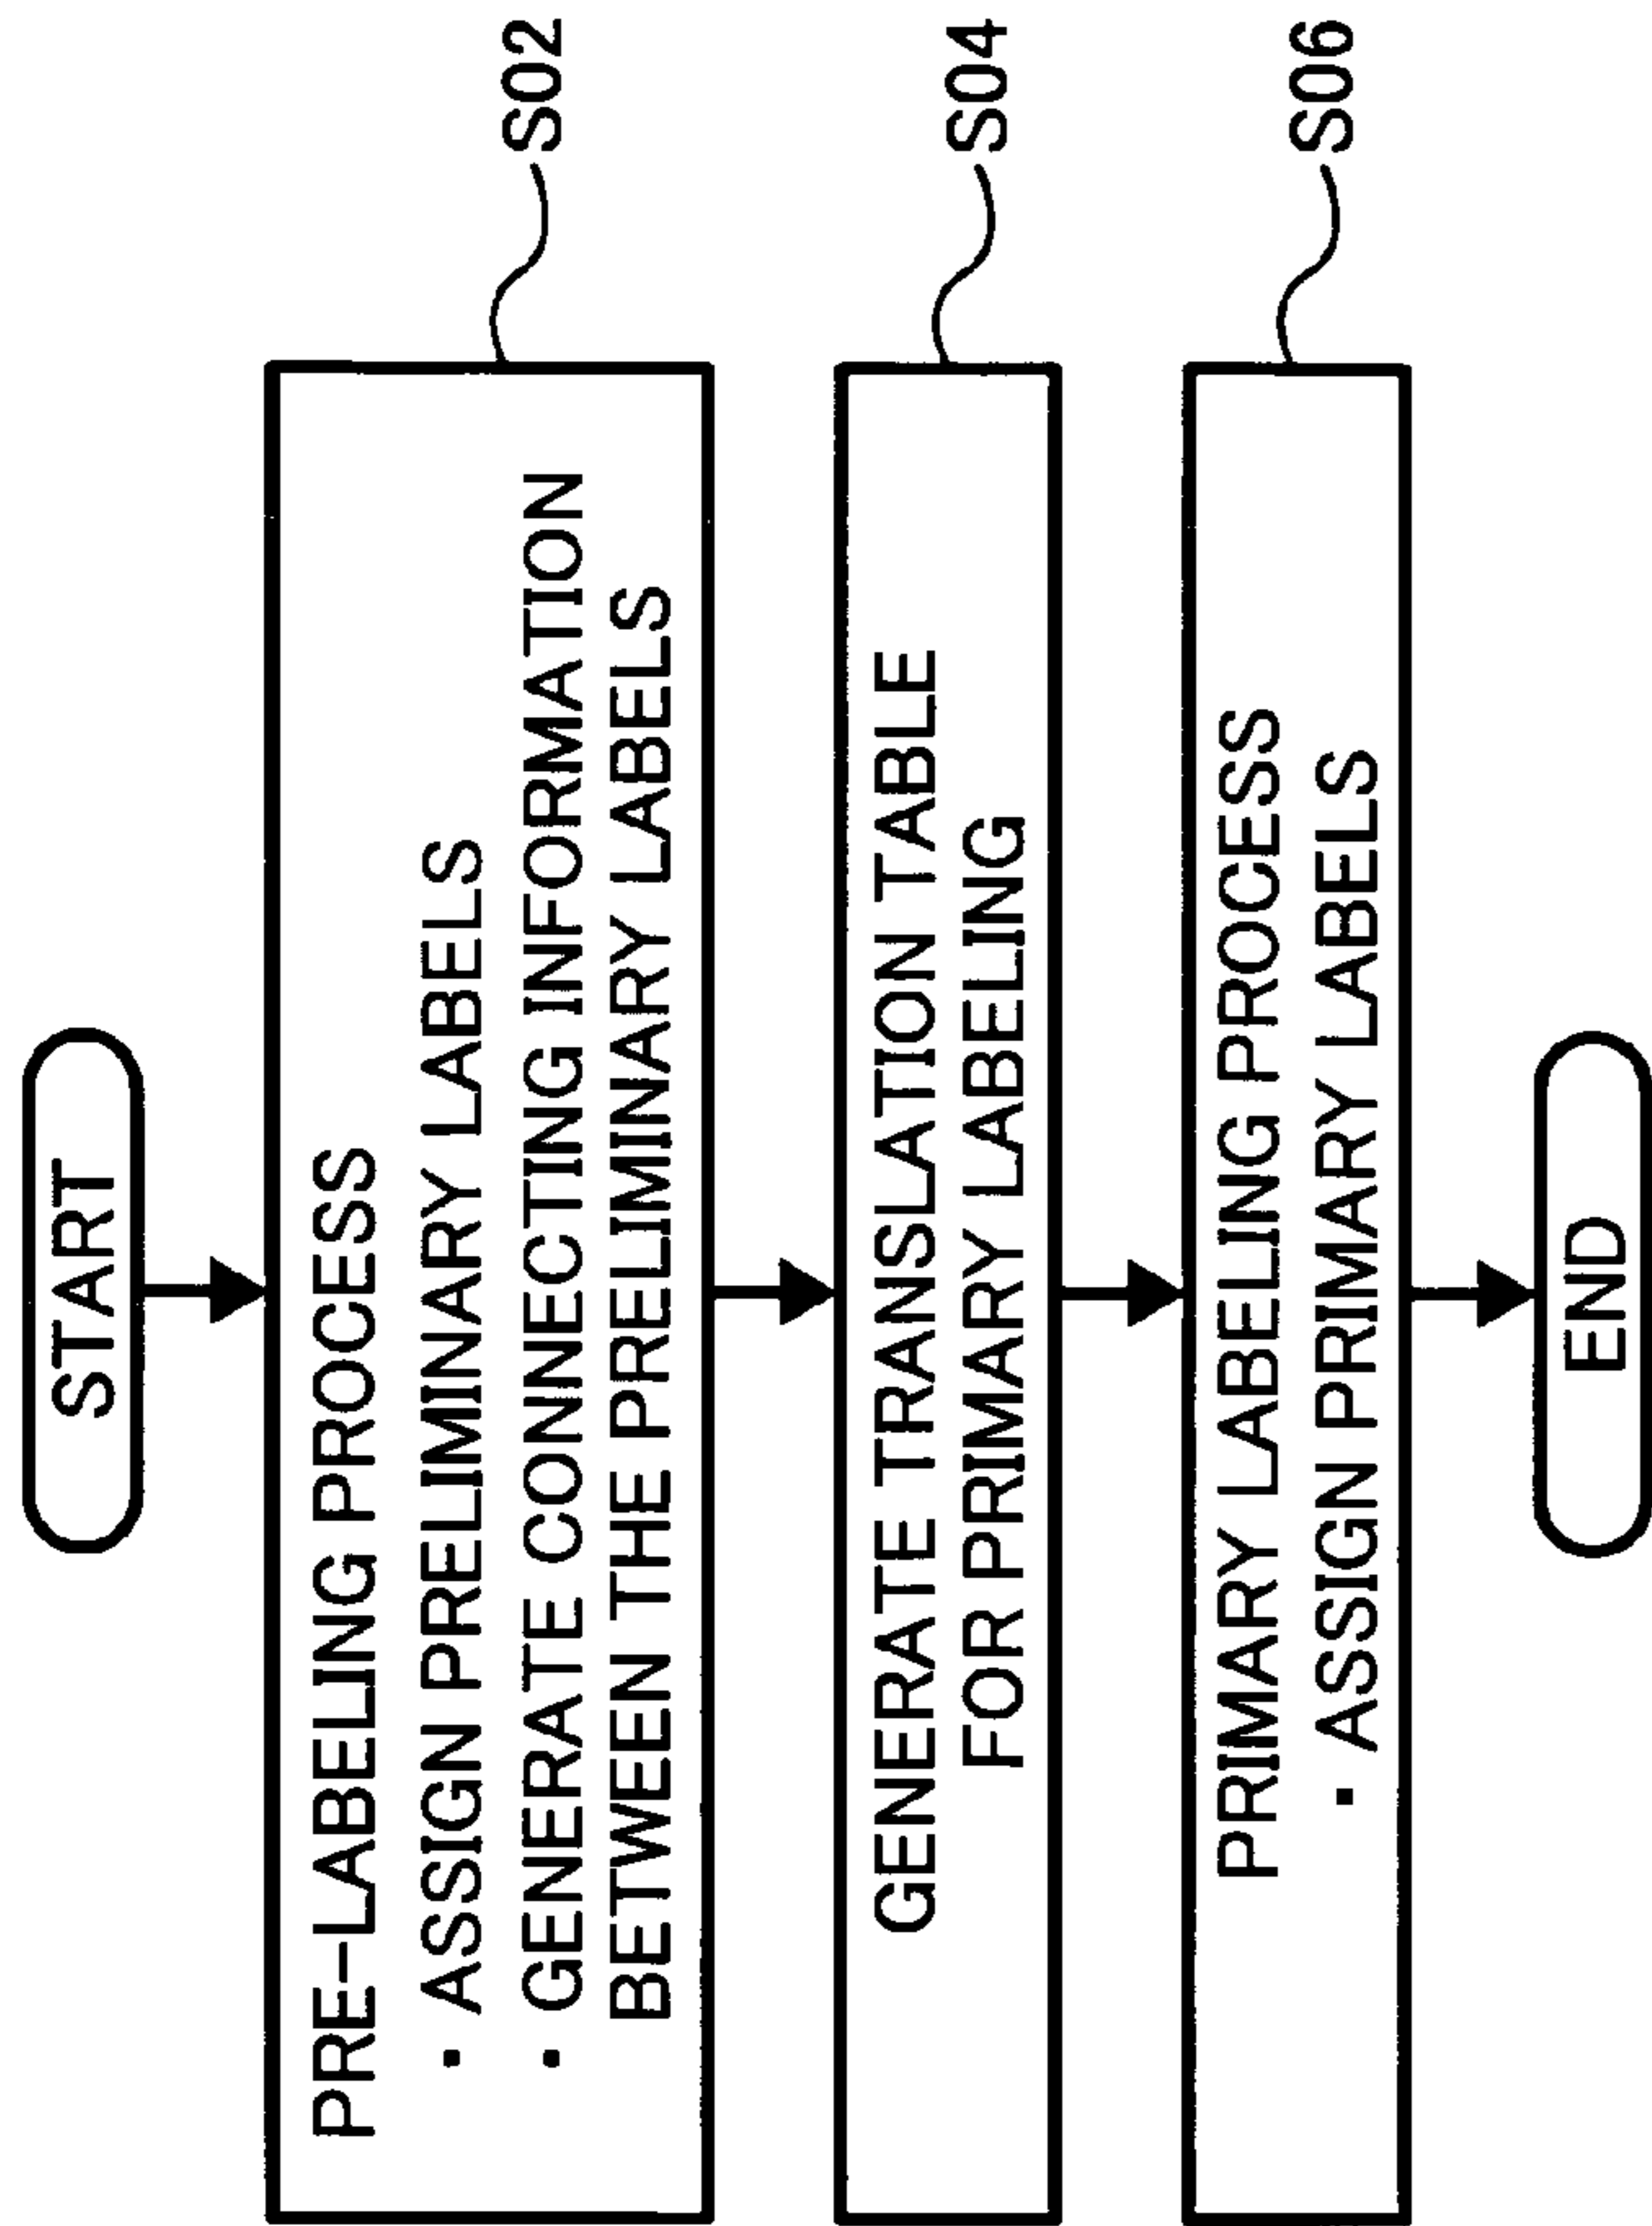 START
PRE-LABELING PROCESS
· ASSIGN PRELIMINARY LABELS
· GENERATE CONNECTING INFORMATION
BETWEEN THE PRELIMINARY LABELS
S02
GENERATE TRANSLATION TABLE
FOR PRIMARY LABELING
S04
PRIMARY LABELING PROCESS
· ASSIGN PRIMARY LABELS
S06
END